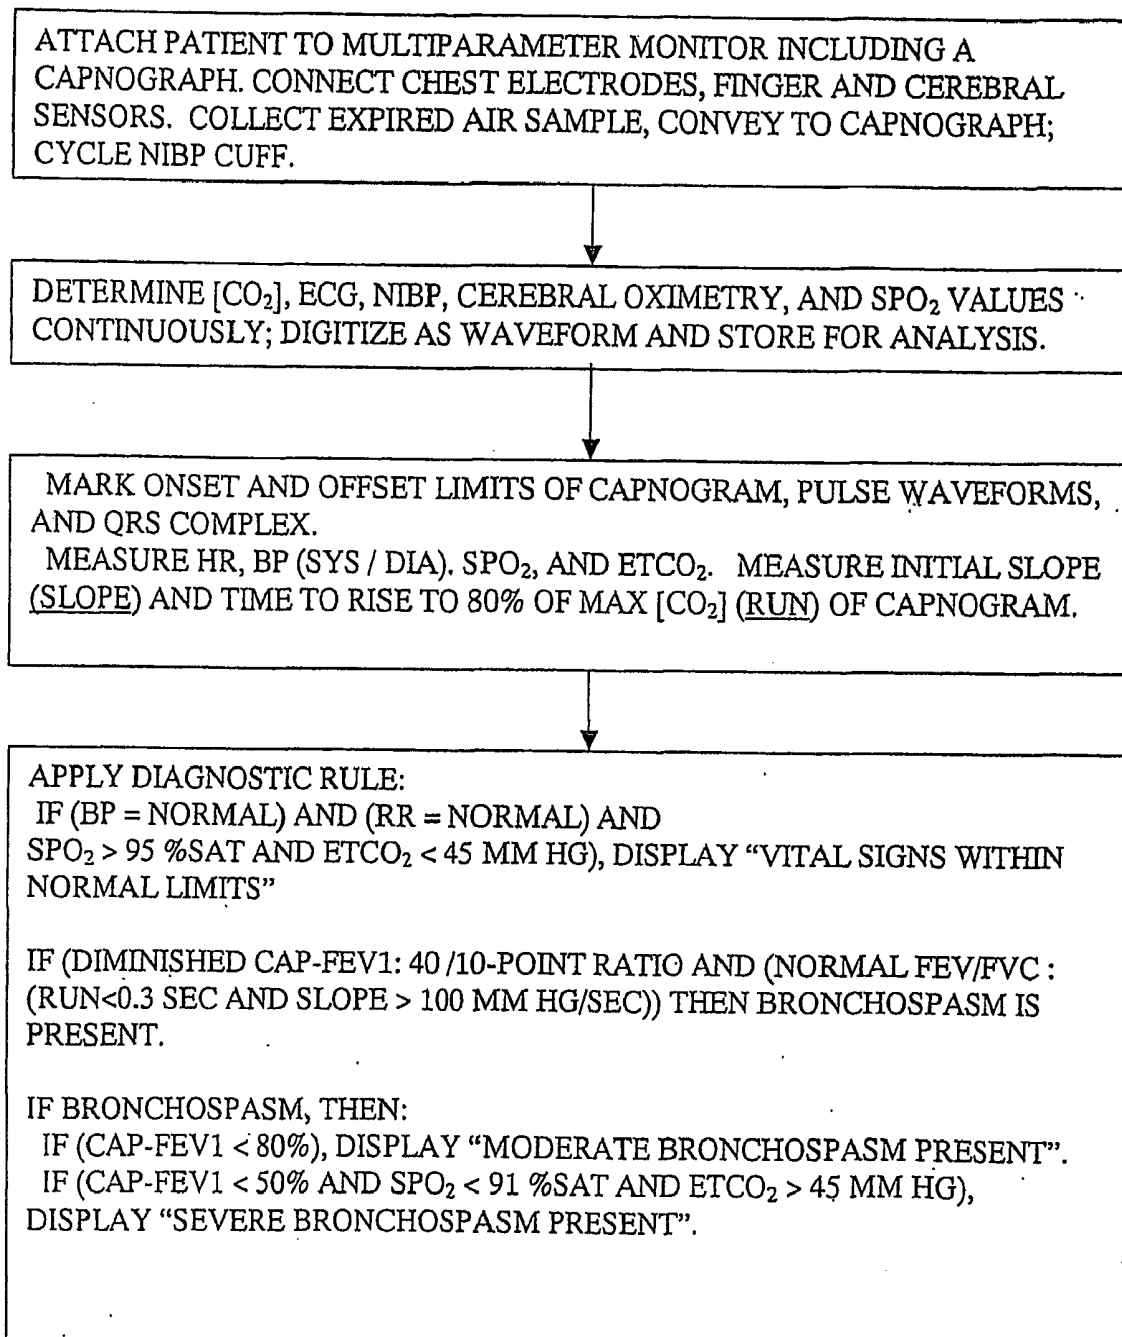 ATTACH PATIENT TO MULTIPARAMETER MONITOR INCLUDING A
CAPNOGRAPH. CONNECT CHEST ELECTRODES, FINGER AND CEREBRAL
SENSORS. COLLECT EXPIRED AIR SAMPLE, CONVEY TO CAPNOGRAPH;
CYCLE NIBP CUFF.
DETERMINE [CO₂], ECG, NIBP, CEREBRAL OXIMETRY, AND SPO₂ VALUES
CONTINUOUSLY; DIGITIZE AS WAVEFORM AND STORE FOR ANALYSIS.
MARK ONSET AND OFFSET LIMITS OF CAPNOGRAM, PULSE WAVEFORMS,
AND QRS COMPLEX.
MEASURE HR, BP (SYS / DIA). SPO₂, AND ETCO₂. MEASURE INITIAL SLOPE
(SLOPE) AND TIME TO RISE TO 80% OF MAX [CO₂] (RUN) OF CAPNOGRAM.
APPLY DIAGNOSTIC RULE:
IF (BP = NORMAL) AND (RR = NORMAL) AND
SPO₂ > 95 %SAT AND ETCO₂ < 45 MM HG), DISPLAY “VITAL SIGNS WITHIN
NORMAL LIMITS”
IF (DIMINISHED CAP-FEV1: 40 /10-POINT RATIO AND (NORMAL FEV/FVC :
(RUN<0.3 SEC AND SLOPE > 100 MM HG/SEC)) THEN BRONCHOSPASM IS
PRESENT.
IF BRONCHOSPASM, THEN:
IF (CAP-FEV1 < 80%), DISPLAY “MODERATE BRONCHOSPASM PRESENT”.
IF (CAP-FEV1 < 50% AND SPO₂ < 91 %SAT AND ETCO₂ > 45 MM HG),
DISPLAY “SEVERE BRONCHOSPASM PRESENT”.